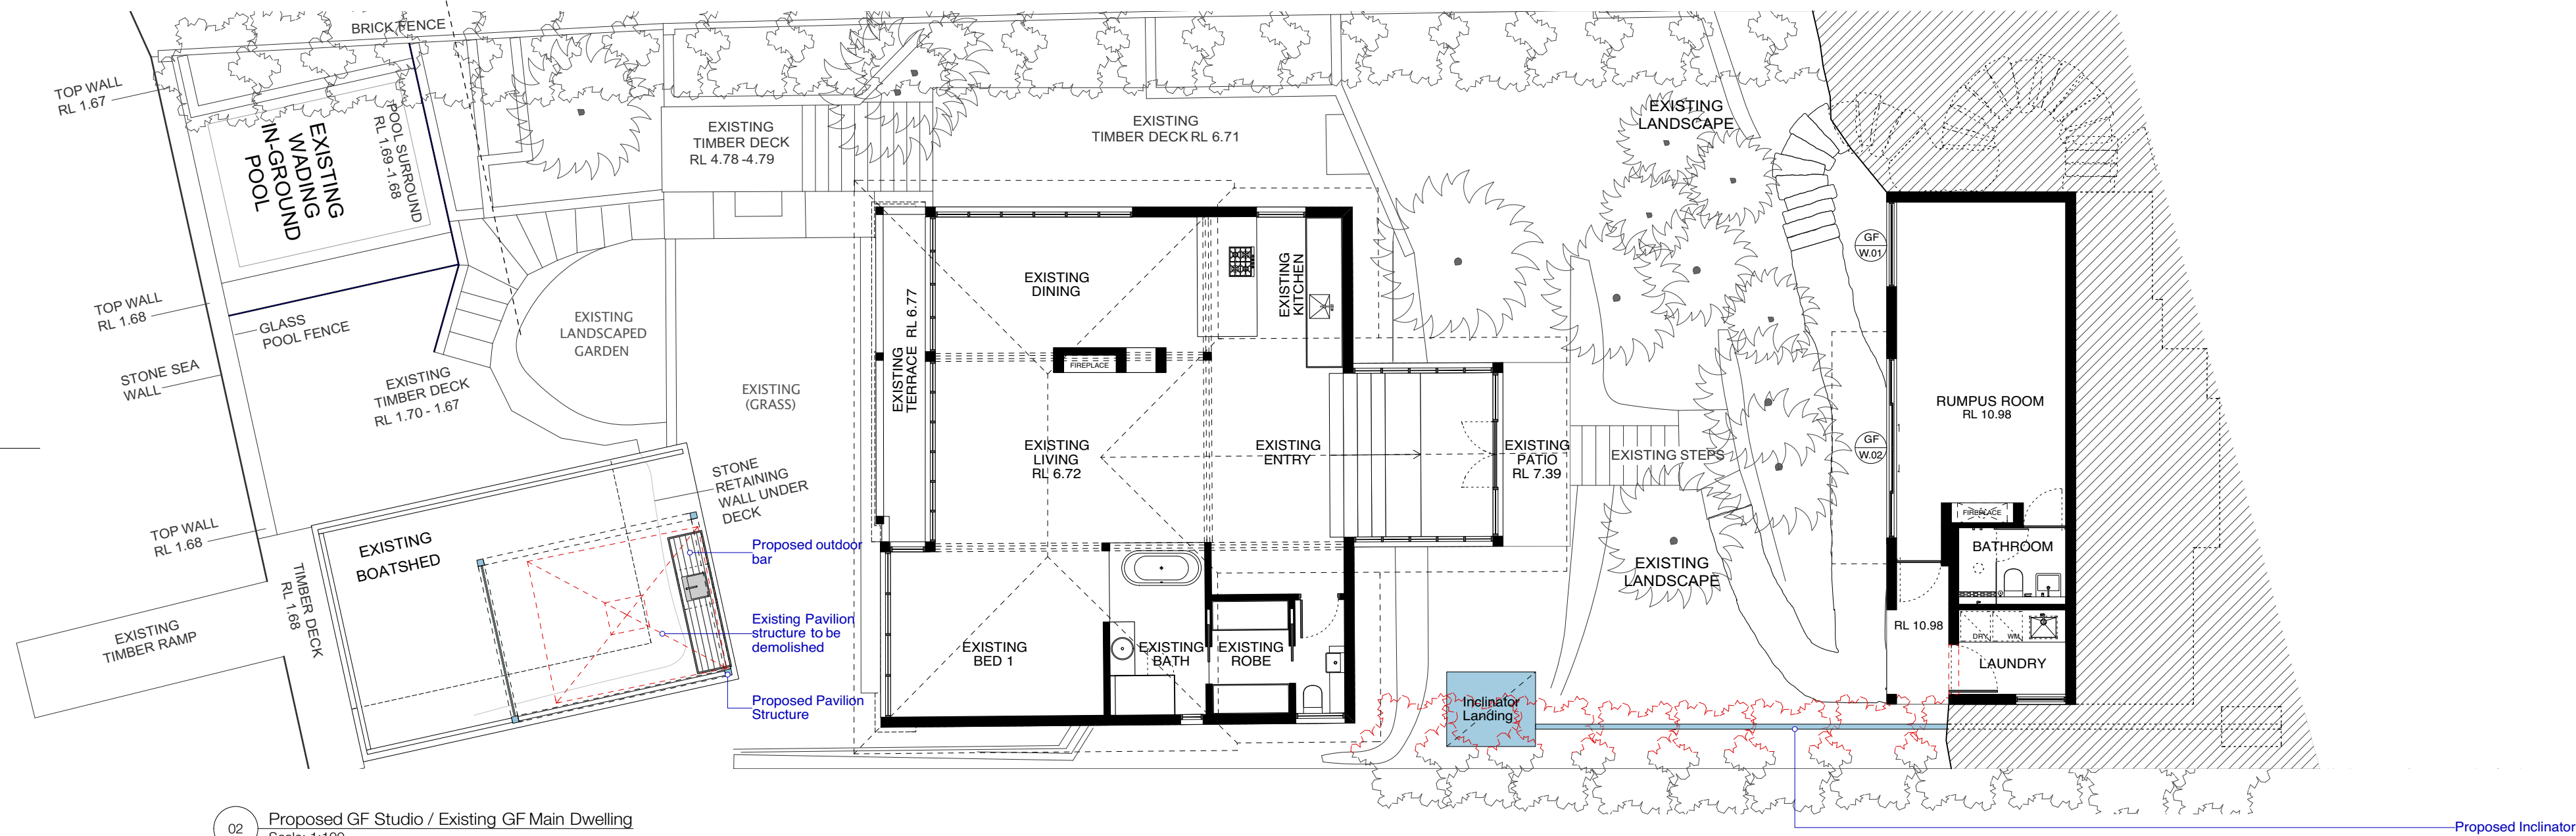 BRICK FENCE
TOP WALL
RL 1.67
EXISTING
WADING
IN-GROUND
POOL
POOL SURROUND
RL 1.69 -1.68
EXISTING
TIMBER DECK
RL 4.78 -4.79
EXISTING
TIMBER DECK RL 6.71
EXISTING
LANDSCAPE
TOP WALL
RL 1.68
GLASS
POOL FENCE
STONE SEA
WALL
EXISTING
TIMBER DECK
RL 1.70 - 1.67
EXISTING
LANDSCAPED
GARDEN
EXISTING
(GRASS)
EXISTING
TERRACE RL 6.77
EXISTING
DINING
EXISTING
KITCHEN
FIREPLACE
EXISTING
LIVING
RL 6.72
EXISTING
ENTRY
EXISTING
PATIO
RL 7.39
EXISTING STEPS
GF
W.01
GF
W.02
RUMPUS ROOM
RL 10.98
FIREPLACE
BATHROOM
RL 10.98
DRY
WM
LAUNDRY
TOP WALL
RL 1.68
EXISTING
BOATSHED
STONE
RETAINING
WALL UNDER
DECK
TIMBER DECK
RL 1.68
EXISTING
TIMBER RAMP
Proposed outdoor
bar
Existing Pavilion
structure to be
demolished
Proposed Pavilion
Structure
EXISTING
BED 1
EXISTING
BATH
EXISTING
ROBE
EXISTING
LANDSCAPE
Inclinator
Landing
Proposed Inclinator
02
Proposed GF Studio / Existing GF Main Dwelling
Scale: 1:100